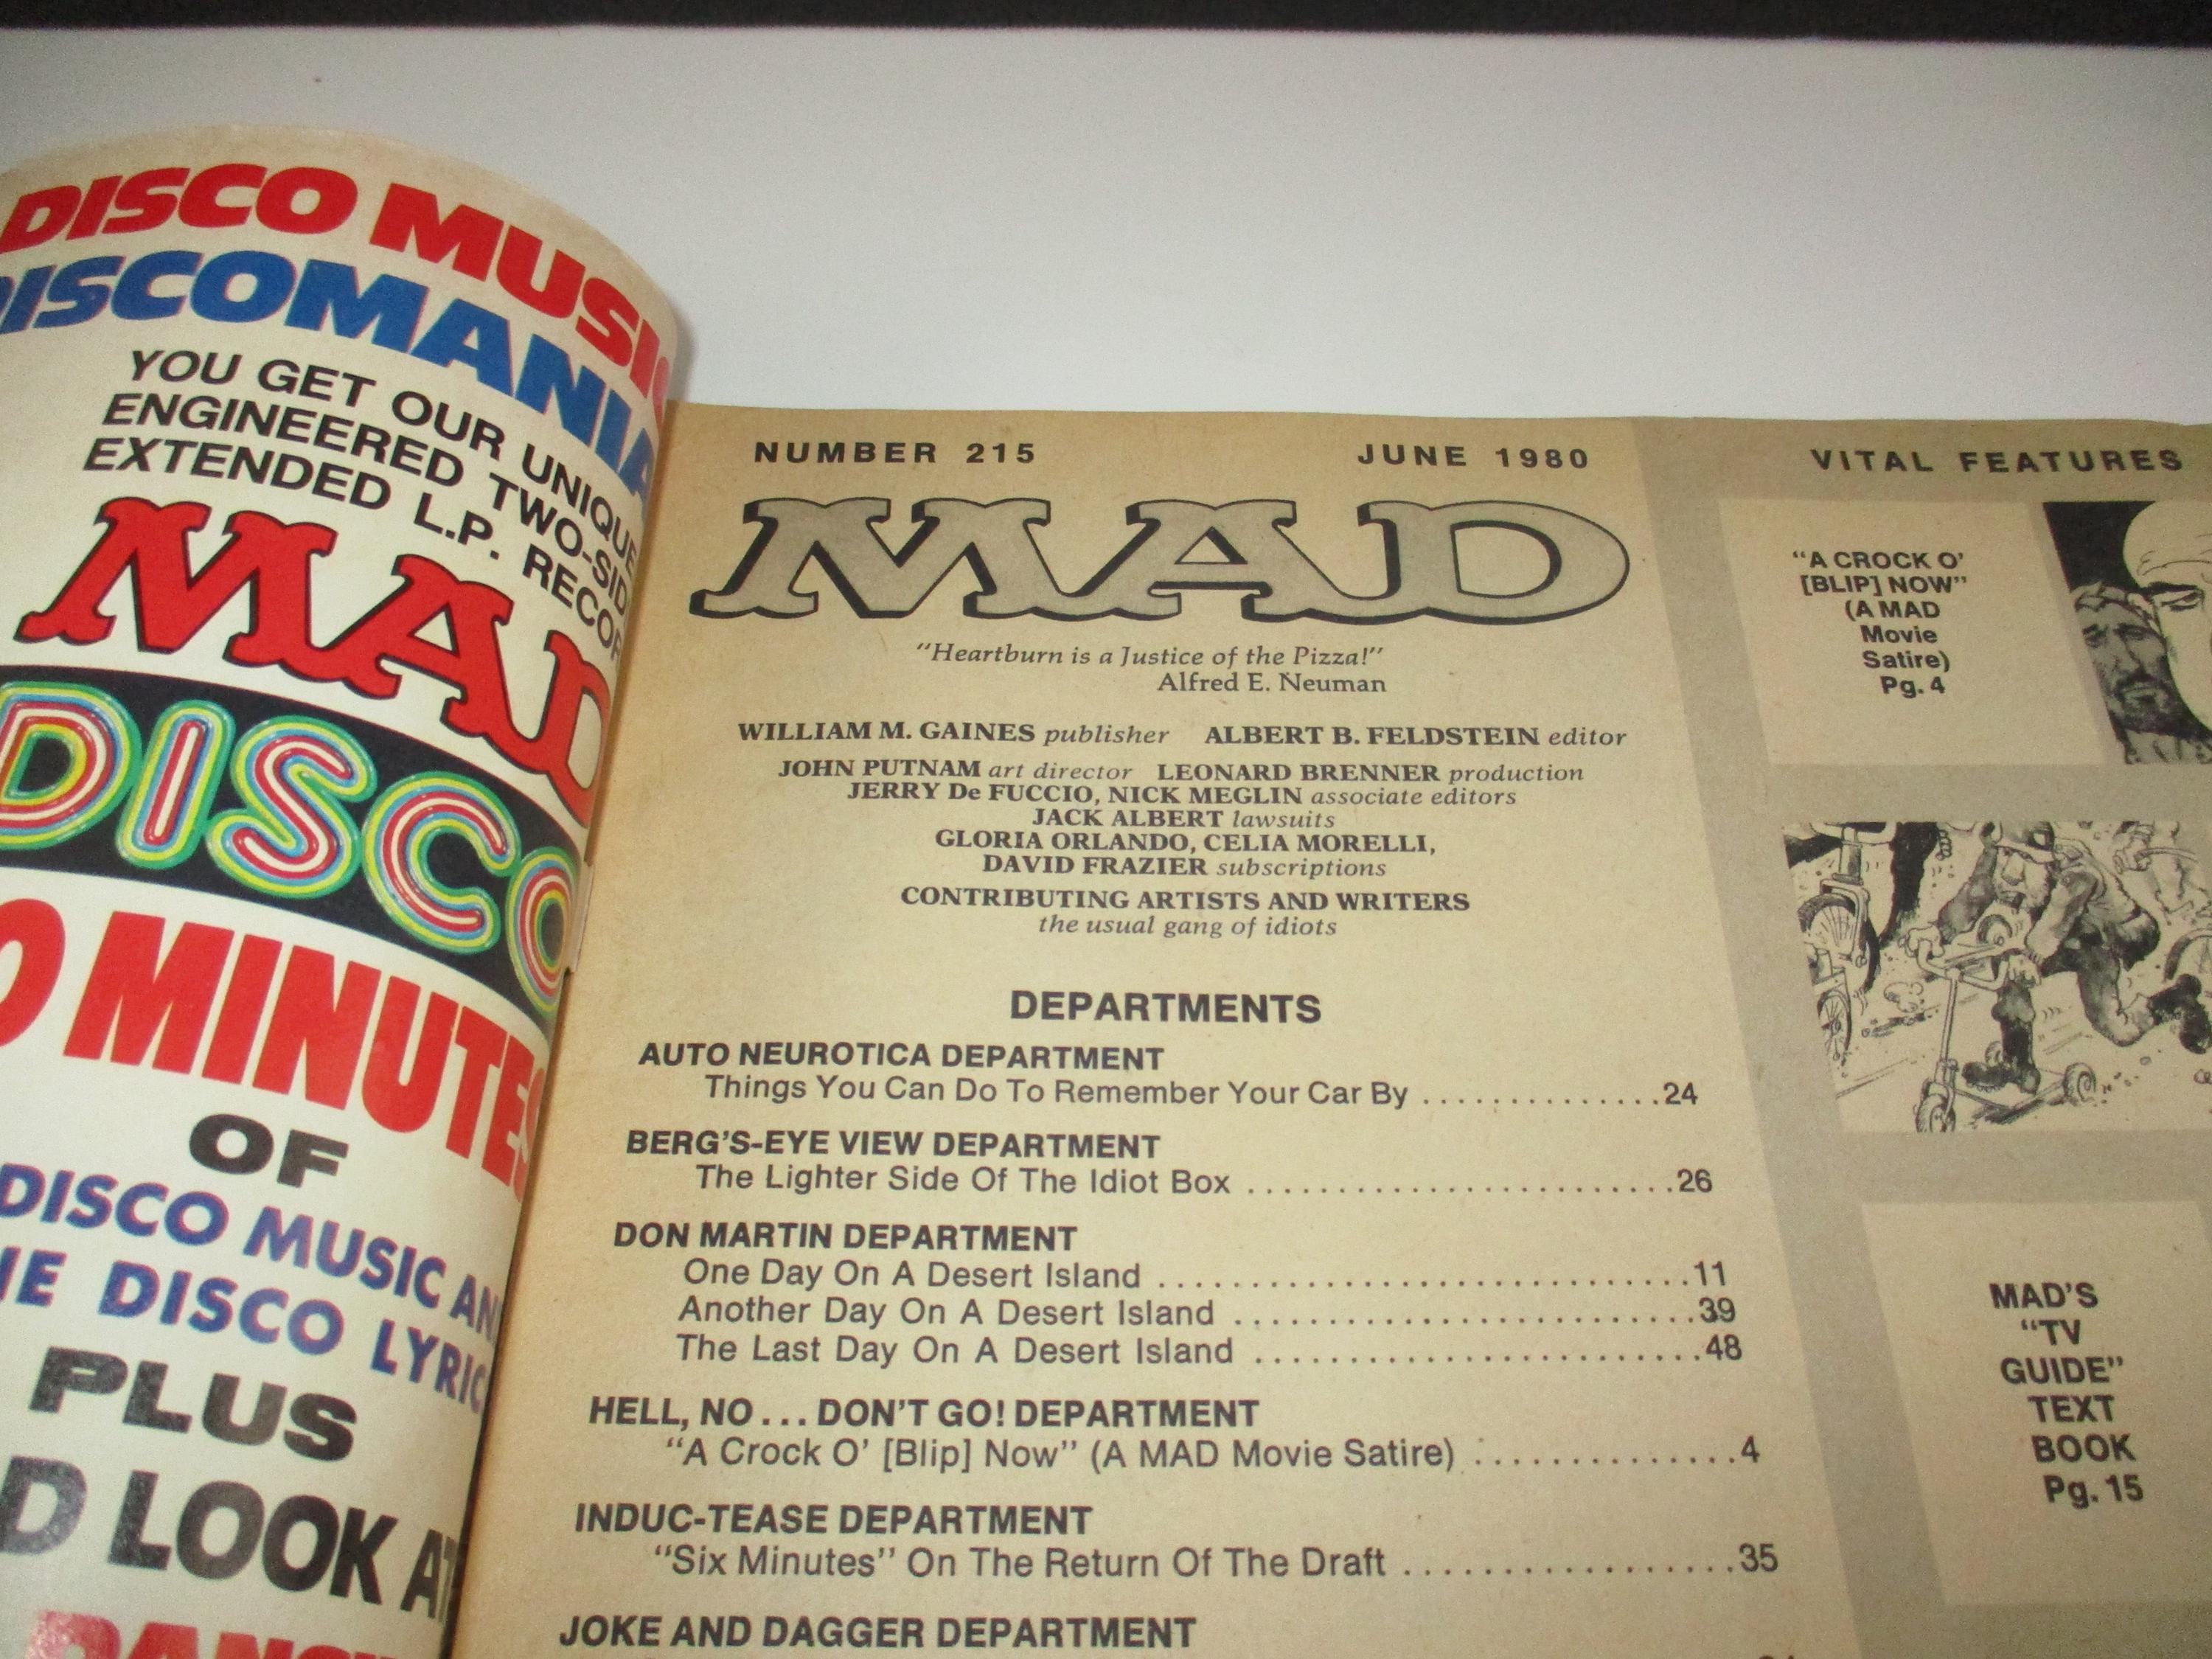 DISCO MUSIC
DISCOMANIA
YOU GET OUR UNIQUE
ENGINEERED TWO-SID
EXTENDED L.P. RECOR
MAD
DISCO
MINUTES
OF
DISCO MUSIC AN
DISCO LYRIC
PLUS
LOOK AT
NUMBER 215 JUNE 1980
MAD
“Heartburn is a Justice of the Pizza!”
Alfred E. Neuman
WILLIAM M. GAINES publisher ALBERT B. FELDSTEIN editor
JOHN PUTNAM art director LEONARD BRENNER production
JERRY De FUCCIO, NICK MEGLIN associate editors
JACK ALBERT lawsuits
GLORIA ORLANDO, CELIA MORELLI,
DAVID FRAZIER subscriptions
CONTRIBUTING ARTISTS AND WRITERS
the usual gang of idiots
DEPARTMENTS
AUTO NEUROTICA DEPARTMENT
Things You Can Do To Remember Your Car By ..............24
BERG'S-EYE VIEW DEPARTMENT
The Lighter Side Of The Idiot Box ........................26
DON MARTIN DEPARTMENT
One Day On A Desert Island ..............................11
Another Day On A Desert Island ..........................39
The Last Day On A Desert Island .........................48
HELL, NO...DON'T GO! DEPARTMENT
“A Crock O' [Blip] Now” (A MAD Movie Satire) ...............4
INDUC-TEASE DEPARTMENT
“Six Minutes” On The Return Of The Draft ..................35
JOKE AND DAGGER DEPARTMENT
VITAL FEATURES
“A CROCK O'
[BLIP] NOW”
(A MAD
Movie
Satire)
Pg. 4
MAD'S
“TV
GUIDE”
TEXT
BOOK
Pg. 15